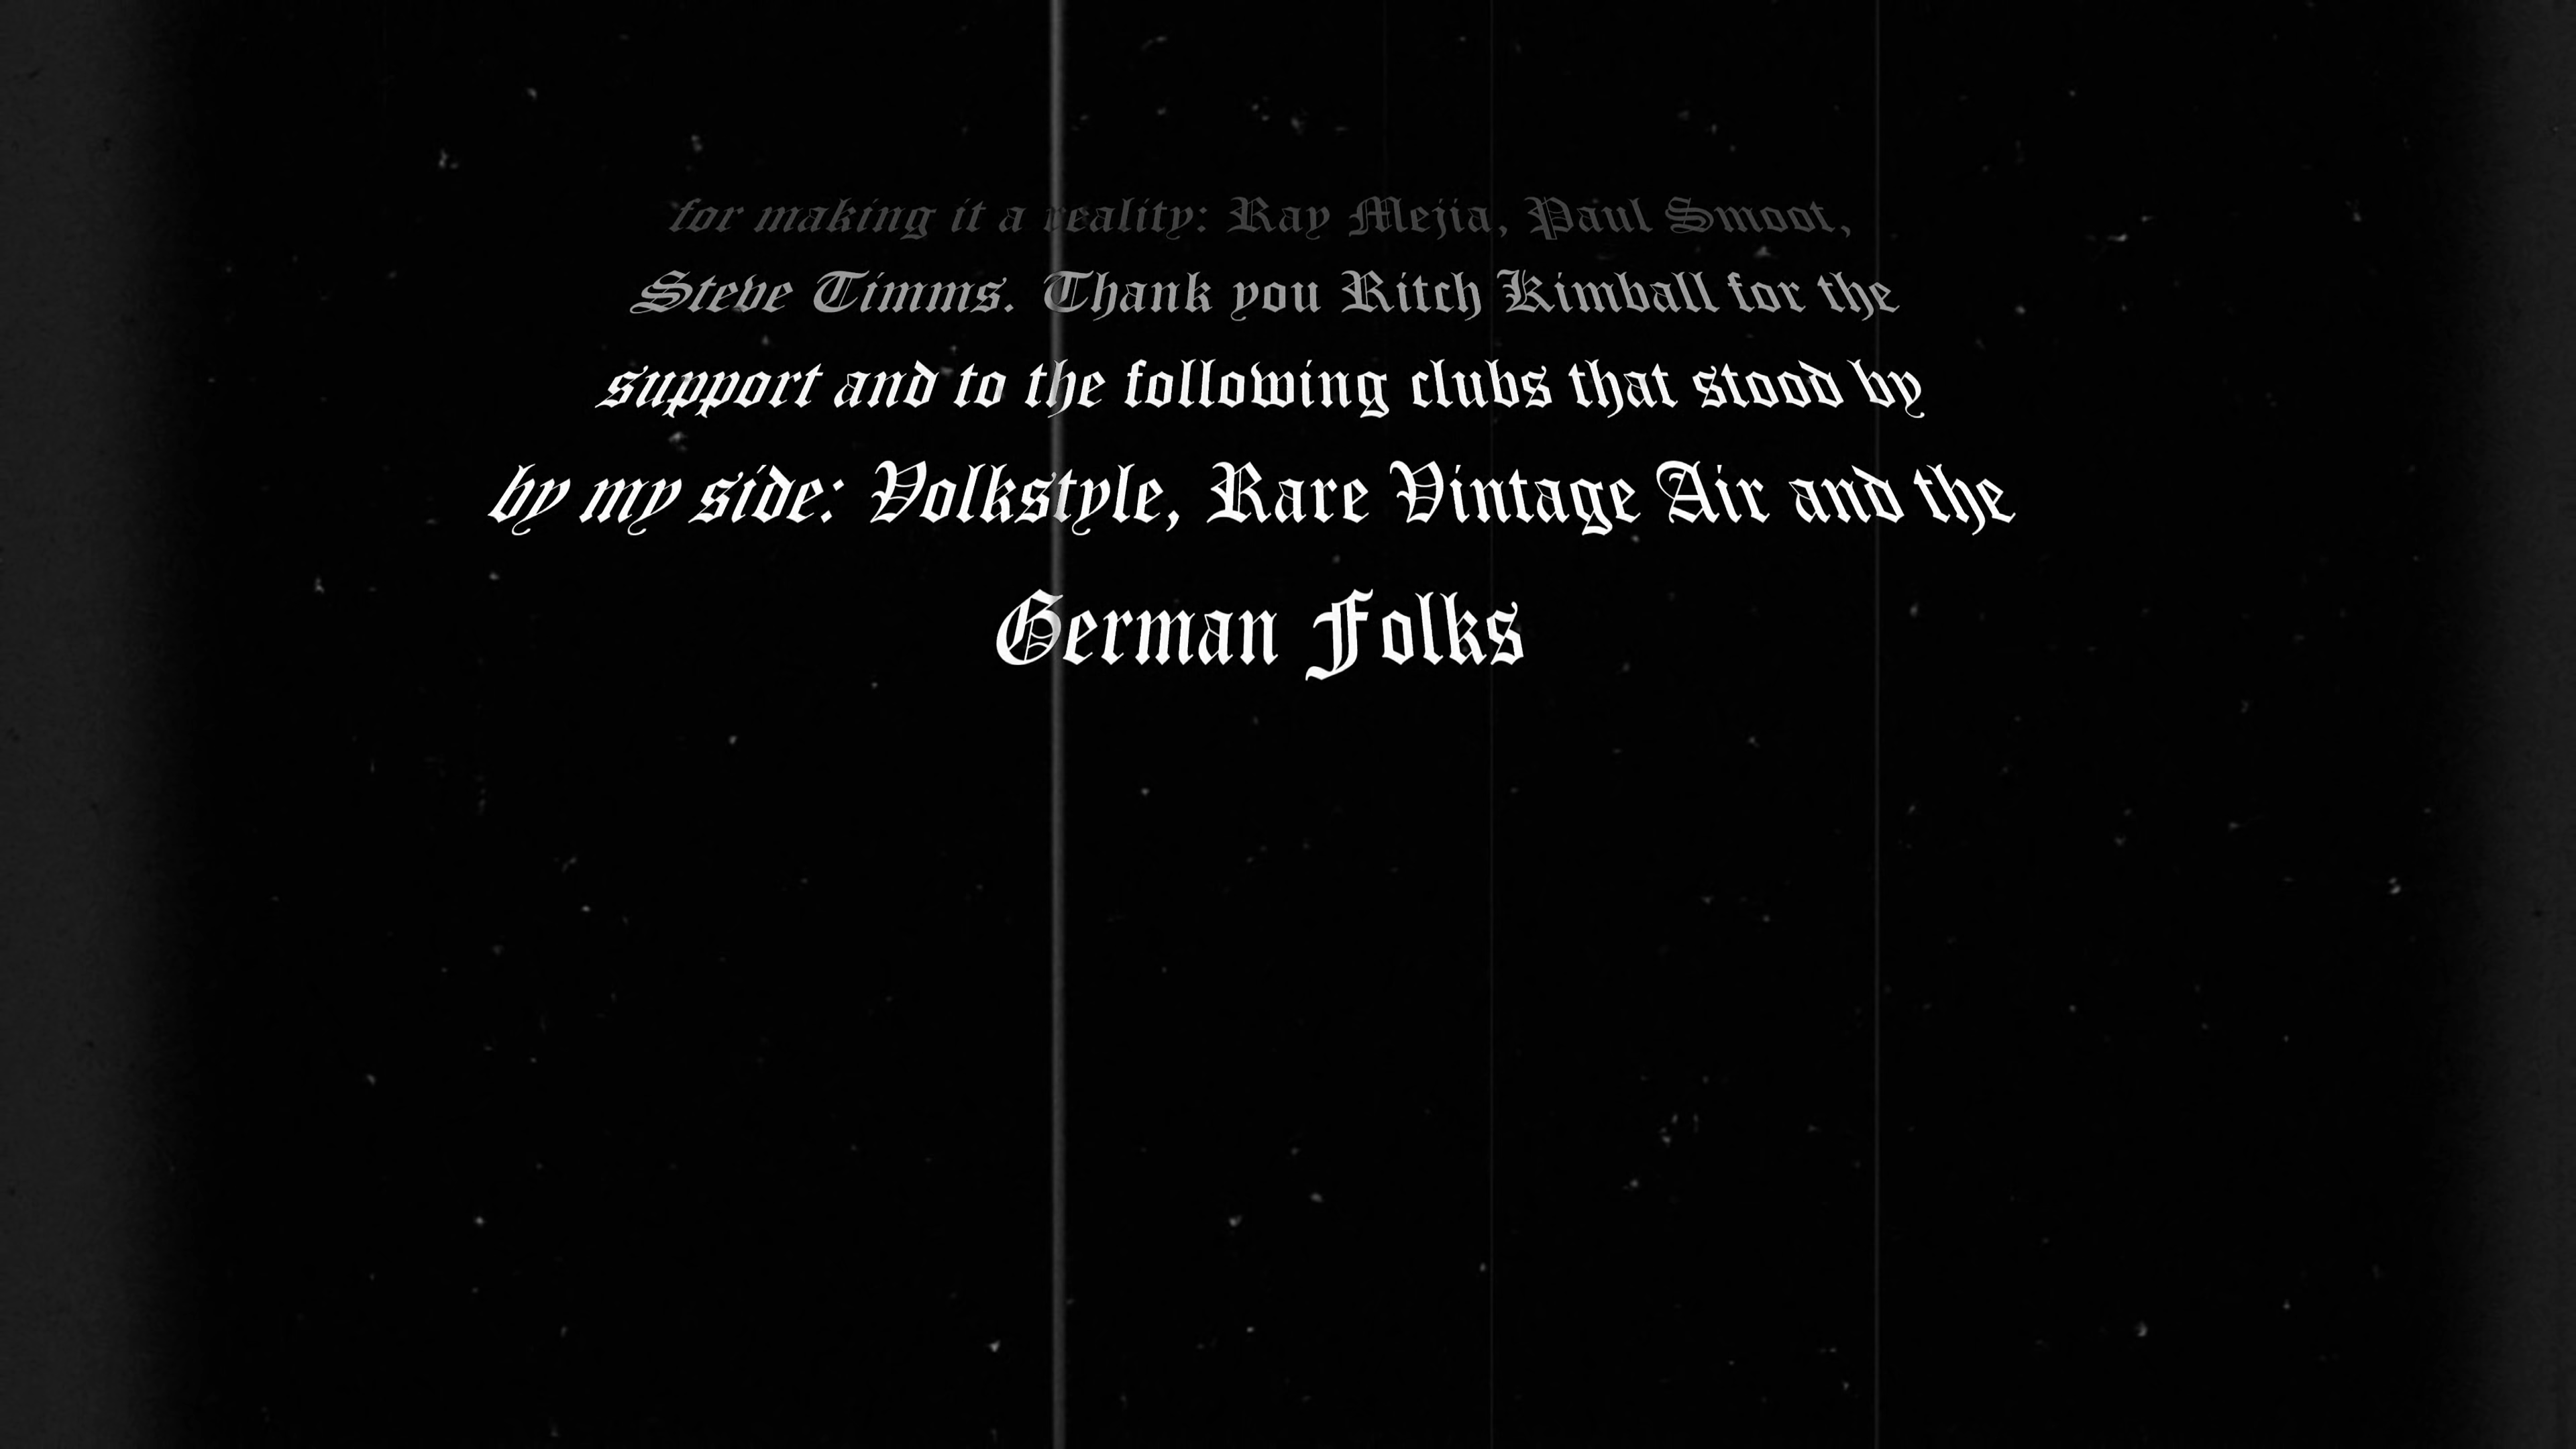 for making it a reality: Ray Mejia, Paul Smoot,
Steve Timms. Thank you Ritch Kimball for the
support and to the following clubs that stood by
by my side: Volkstyle, Rare Vintage Air and the
German Folks